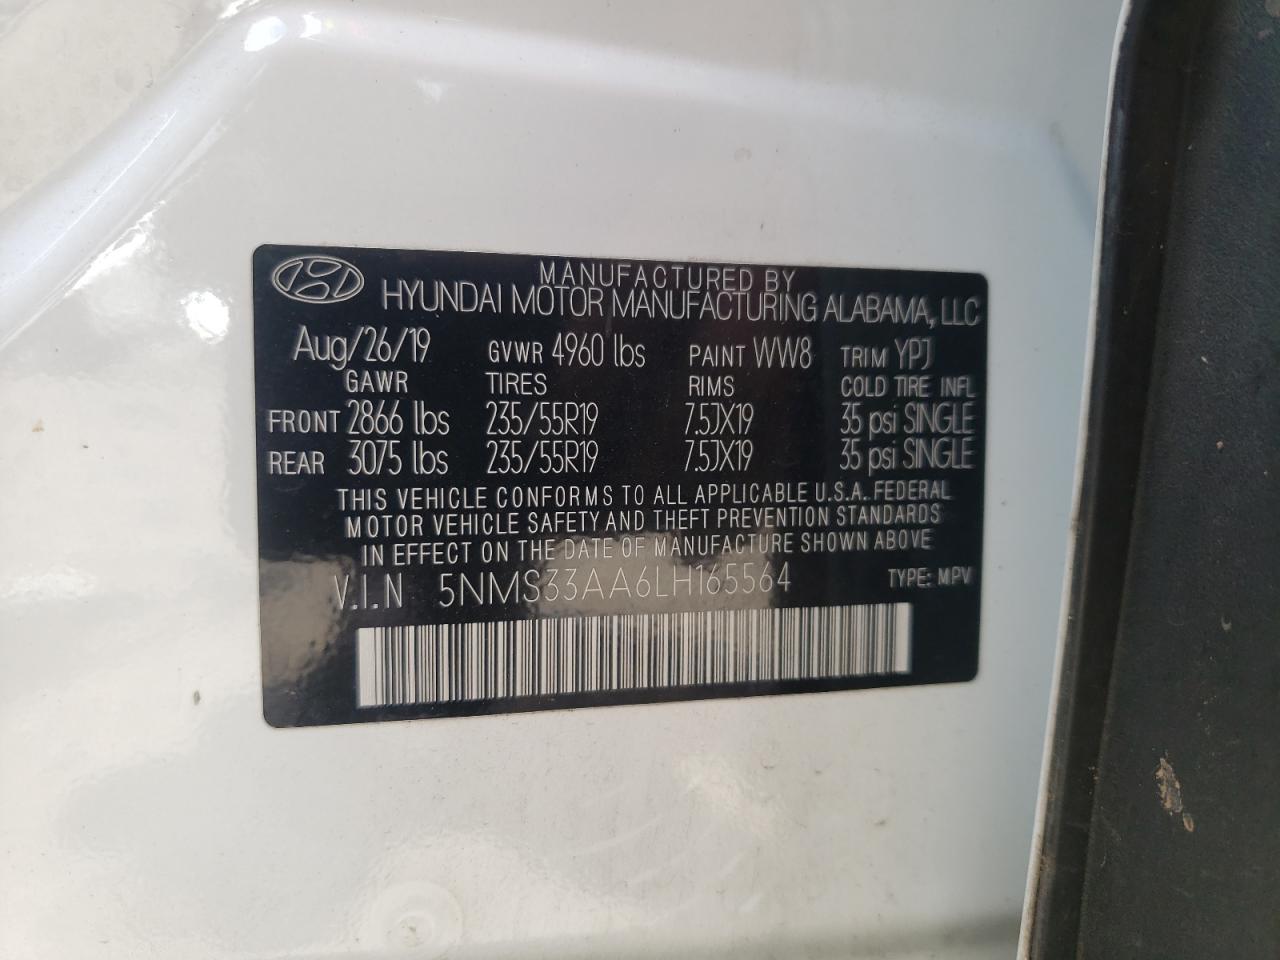 MANUFACTURED BY
HYUNDAI MOTOR MANUFACTURING ALABAMA, LLC
Aug/26/19 GVWR 4960 lbs PAINT WW8 TRIM YPJ
GAWR TIRES RIMS COLD TIRE INFL
FRONT 2866 lbs 235/55R19 7.5JX19 35 psi SINGLE
REAR 3075 lbs 235/55R19 7.5JX19 35 psi SINGLE
THIS VEHICLE CONFORMS TO ALL APPLICABLE U.S.A. FEDERAL
MOTOR VEHICLE SAFETY AND THEFT PREVENTION STANDARDS
IN EFFECT ON THE DATE OF MANUFACTURE SHOWN ABOVE
V.I.N 5NMS33AA6LH165564 TYPE: MPV